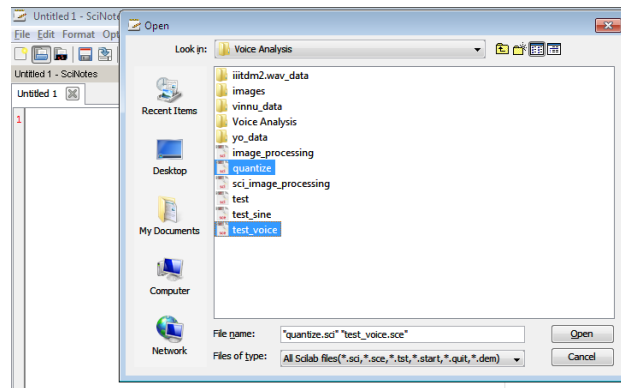 Untitled 1 - SciNote
File Edit Format Opt
Untitled 1 - SciNotes
Untitled 1
1
Open
Look in: Voice Analysis
Recent Items
Desktop
My Documents
Computer
Network
iiitdm2.wav_data
images
vinnu_data
Voice Analysis
yo_data
image_processing
quantize
sci_image_processing
test
test_sine
test_voice
File name: "quantize.sci" "test_voice.sce"
Open
Files of type: All Scilab files(*.sci,*.sce,*.tst,*.start,*.quit,*.dem)
Cancel